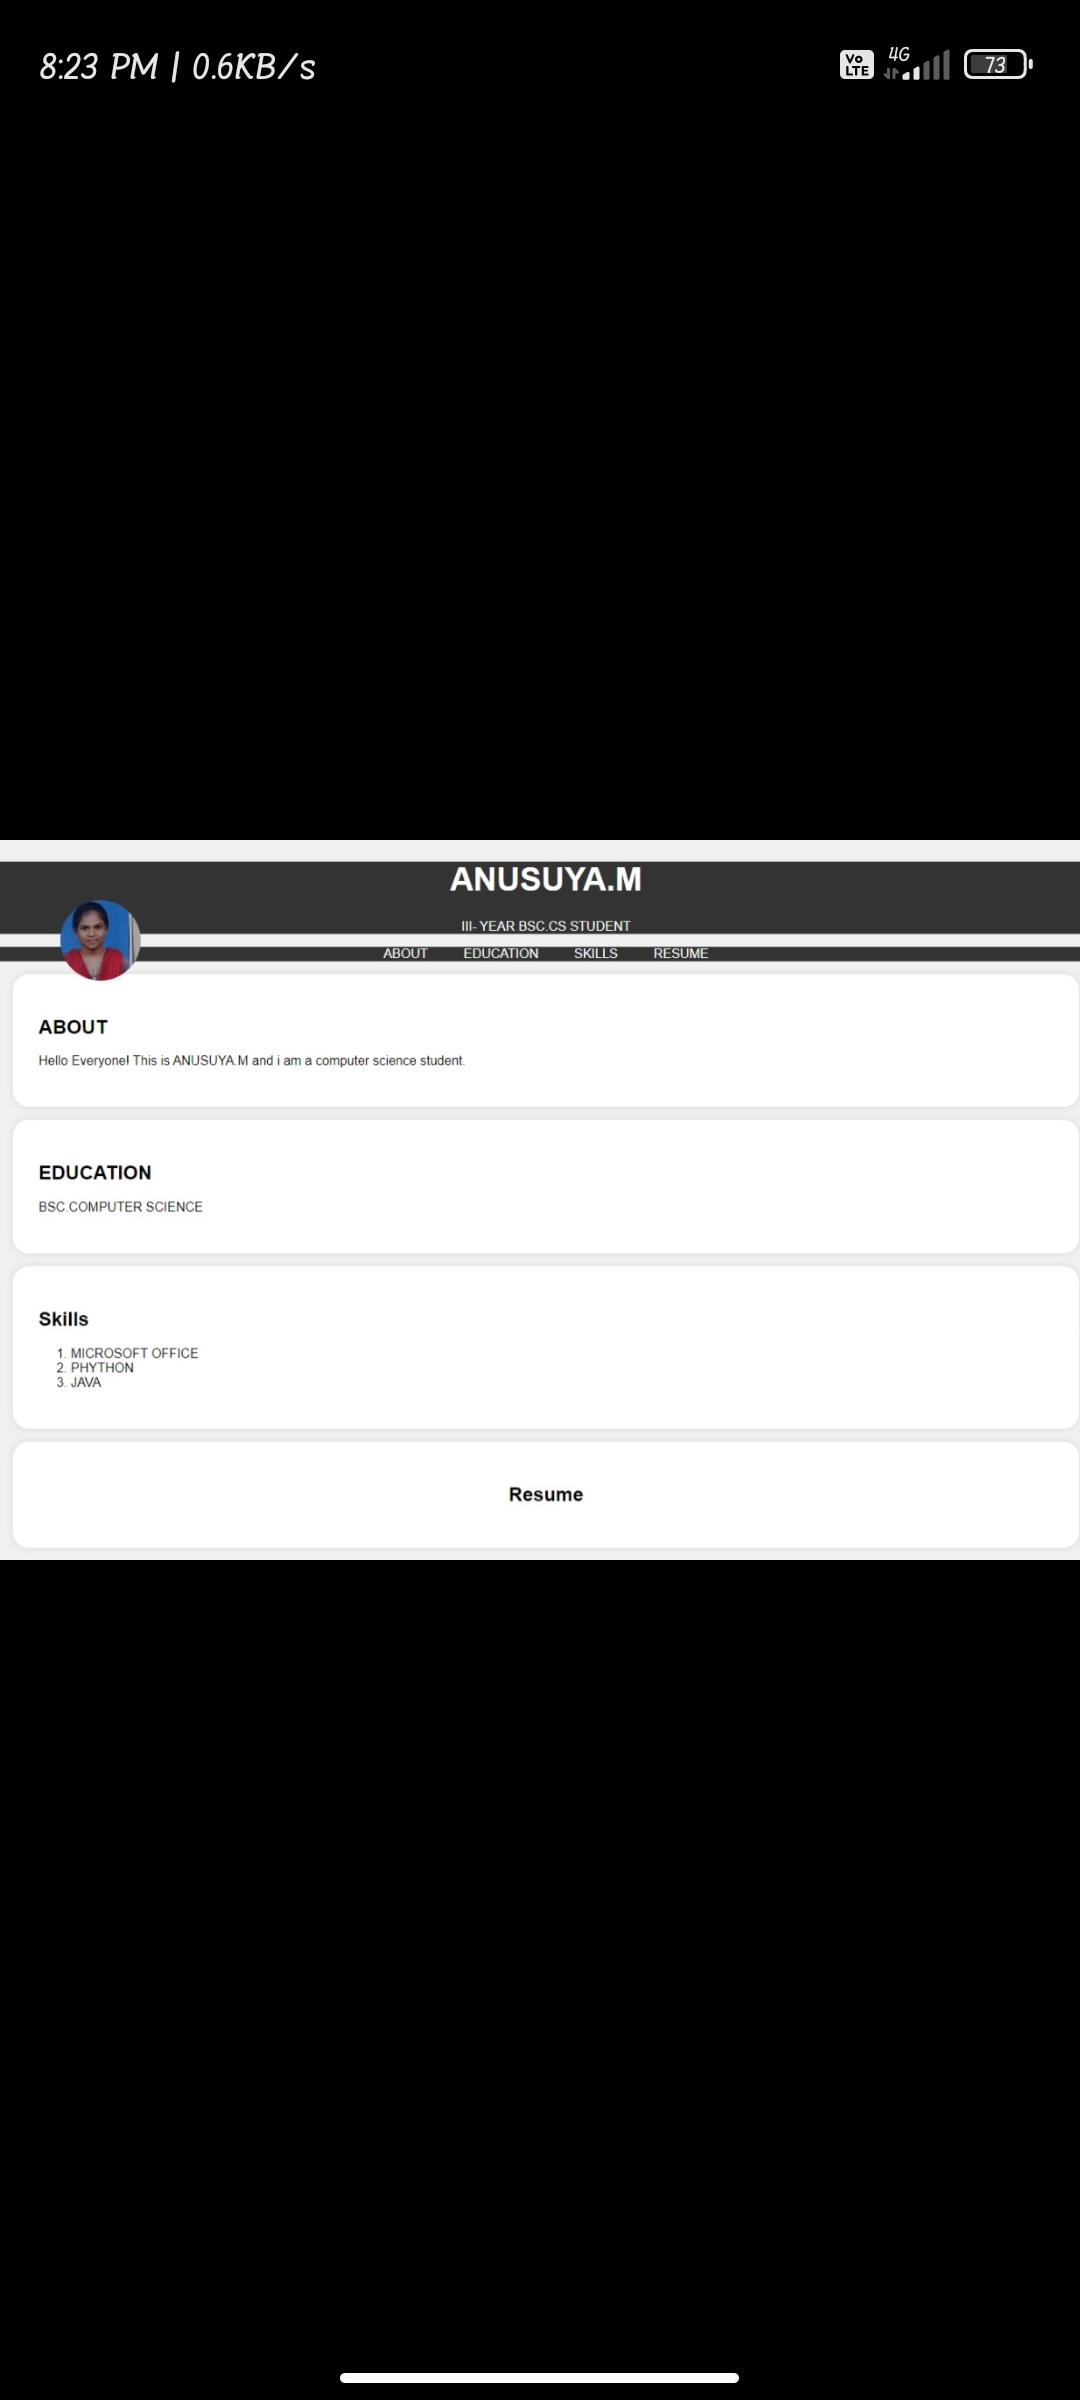 8:23 PM | 0.6KB/s
Vo LTE 4G 73
ANUSUYA.M
III- YEAR BSC.CS STUDENT
ABOUT EDUCATION SKILLS RESUME
ABOUT
Hello Everyone! This is ANUSUYA.M and i am a computer science student.
EDUCATION
BSC.COMPUTER SCIENCE
Skills
1. MICROSOFT OFFICE
2. PHYTHON
3. JAVA
Resume